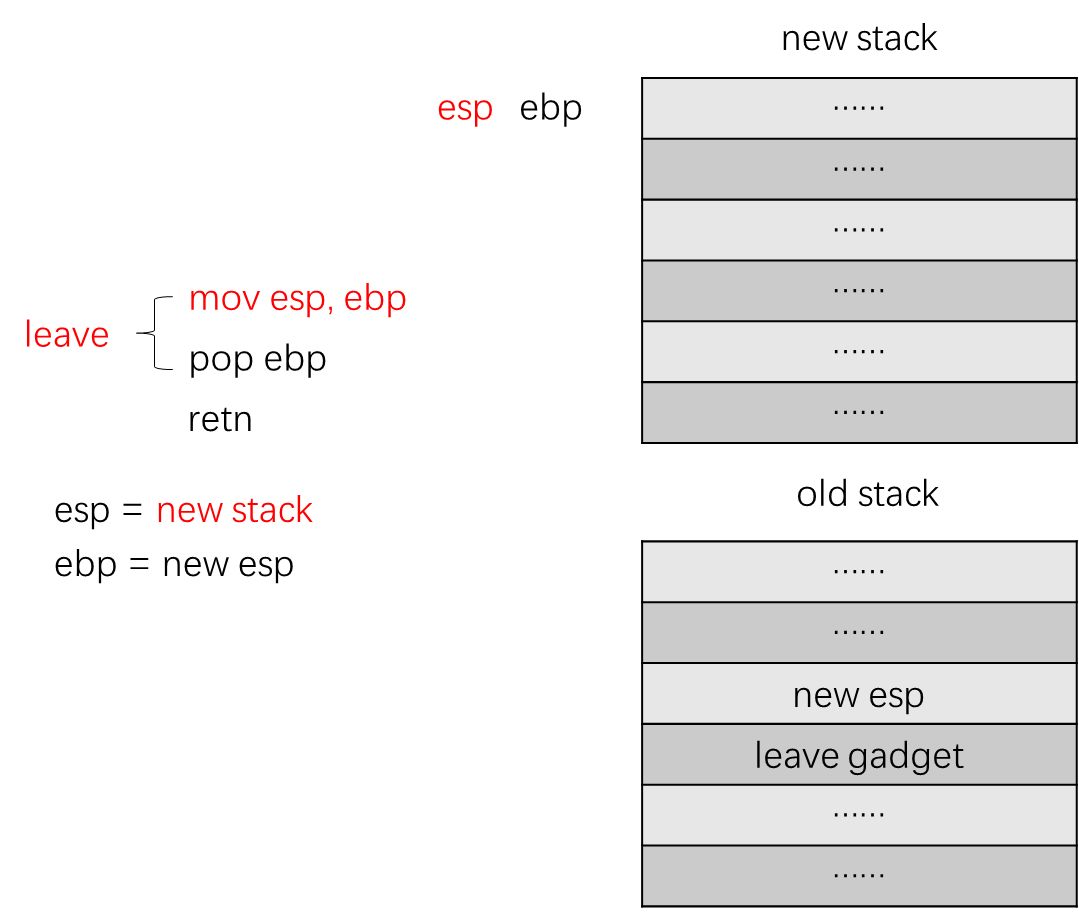 new stack
esp ebp
……
……
……
……
……
……
leave
mov esp, ebp
pop ebp
retn
esp = new stack
ebp = new esp
old stack
……
……
new esp
leave gadget
……
……